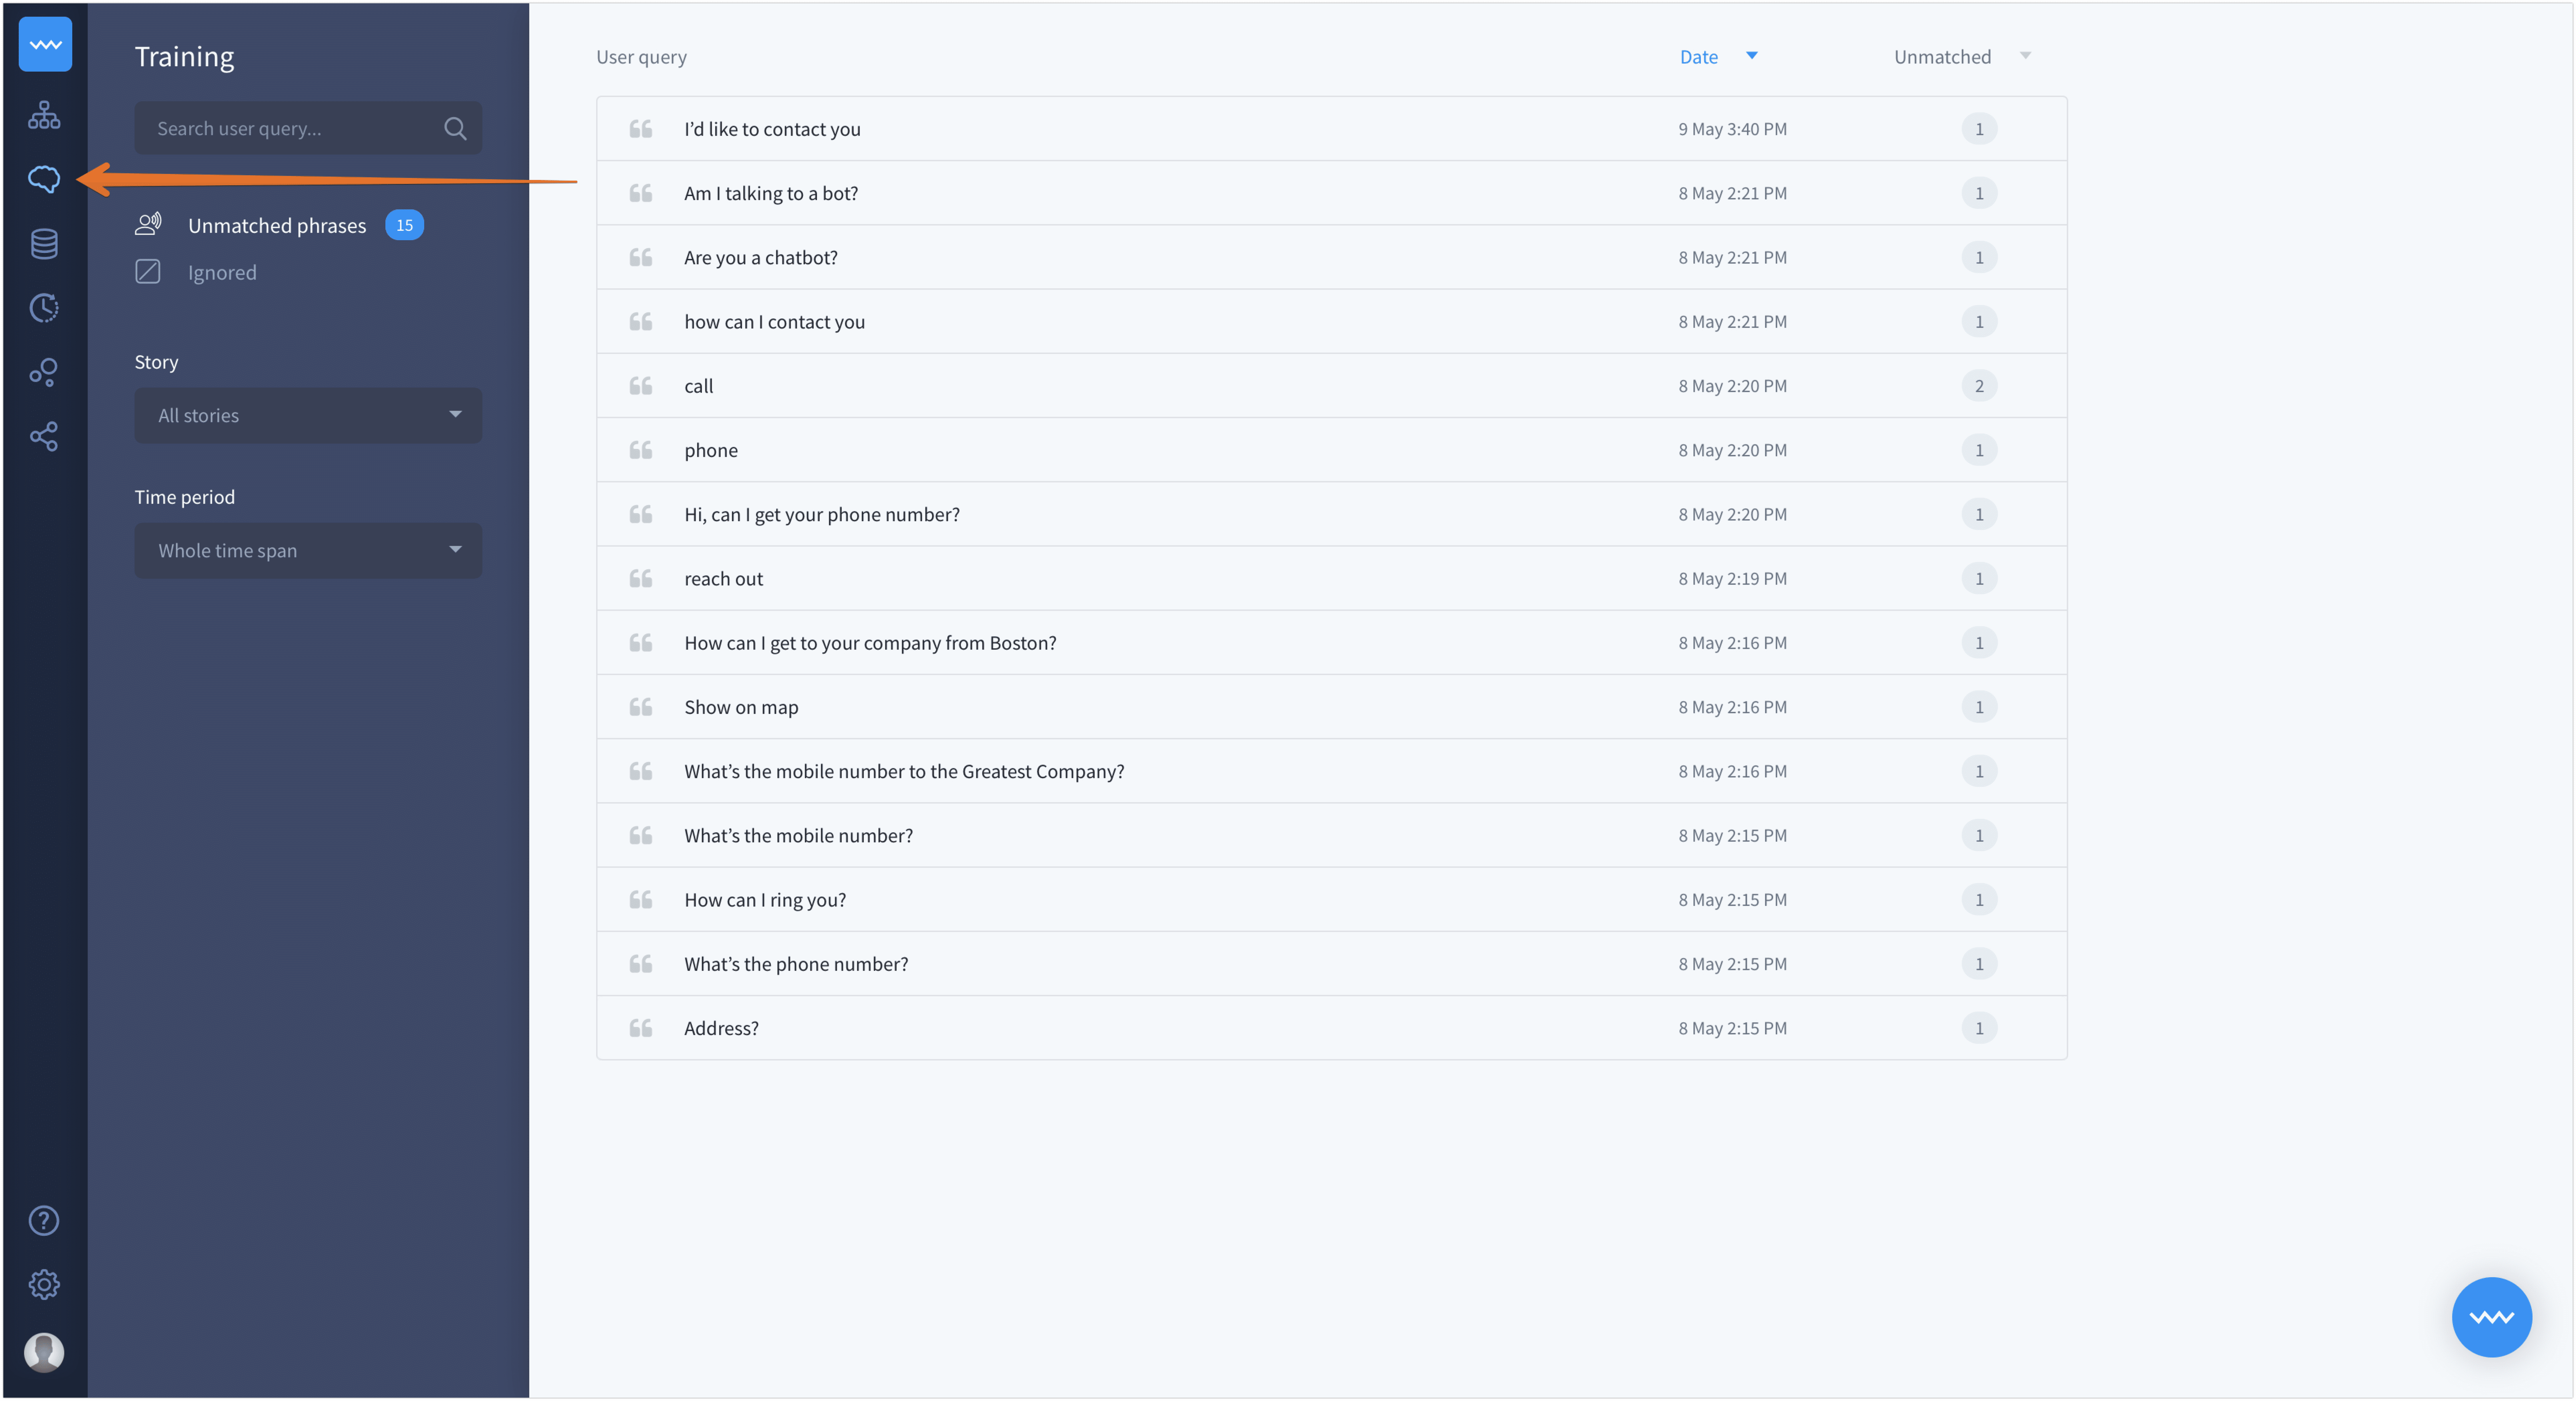 Training
Search user query...
Unmatched phrases 15
Ignored
Story
All stories
Time period
Whole time span
User query Date Unmatched
I’d like to contact you 9 May 3:40 PM 1
Am I talking to a bot? 8 May 2:21 PM 1
Are you a chatbot? 8 May 2:21 PM 1
how can I contact you 8 May 2:21 PM 1
call 8 May 2:20 PM 2
phone 8 May 2:20 PM 1
Hi, can I get your phone number? 8 May 2:20 PM 1
reach out 8 May 2:19 PM 1
How can I get to your company from Boston? 8 May 2:16 PM 1
Show on map 8 May 2:16 PM 1
What’s the mobile number to the Greatest Company? 8 May 2:16 PM 1
What’s the mobile number? 8 May 2:15 PM 1
How can I ring you? 8 May 2:15 PM 1
What’s the phone number? 8 May 2:15 PM 1
Address? 8 May 2:15 PM 1